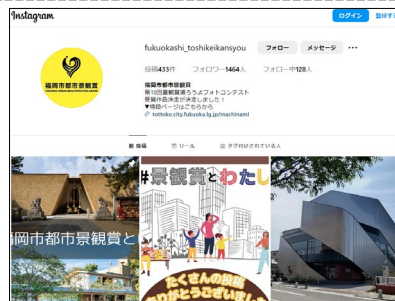 Instagram
ログイン
登録する
fukuokashi_toshikeikansyou
フォロー
メッセージ
投稿433件 フォロワー1464人 フォロー中128人
福岡市都市景観賞
福岡市都市景観賞
第10回景観賞撮ろうよフォトコンテスト
受賞作品決定が決定しました！
▼特設ページはこちらから
tottoko.city.fukuoka.lg.jp/machinami
投稿
リール
タグ付けされている人
#景観賞とわたし
岡市都市景観賞と
たくさんの投稿
ありがとうございました